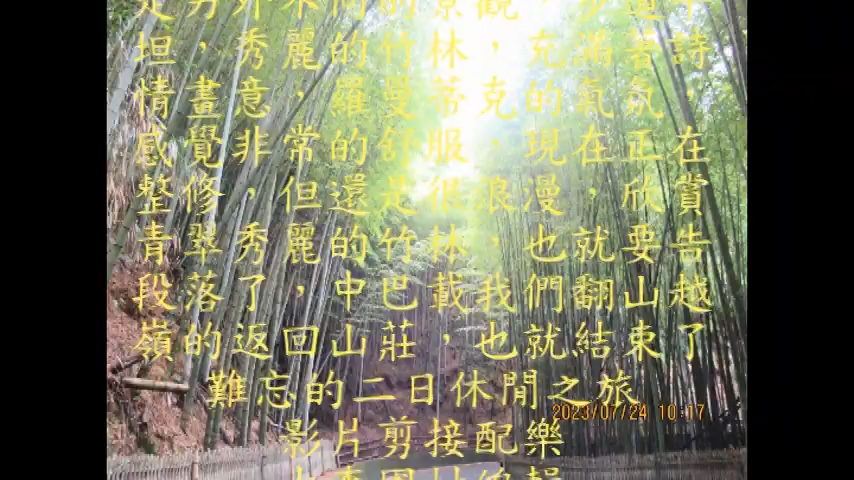 坦，秀麗的竹林，充滿著詩
情畫意，羅曼蒂克的氣氛，
感覺非常的舒服，現在正在
整修，但還是很浪漫，欣賞
青翠秀麗的竹林，也就要告
段落了，中巴載我們翻山越
嶺的返回山莊，也就結束了
難忘的二日休閒之旅
2023/07/24 10:17
影片剪接配樂